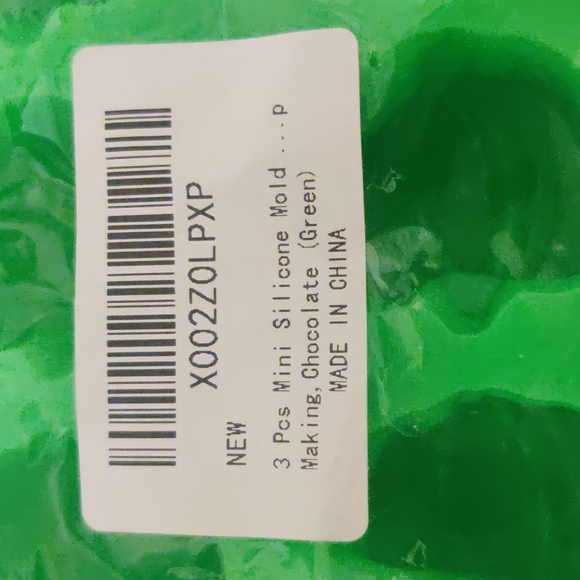 X002Z0LPXP
NEW
3 Pcs Mini Silicone Mold ...p
Making,Chocolate (Green)
MADE IN CHINA